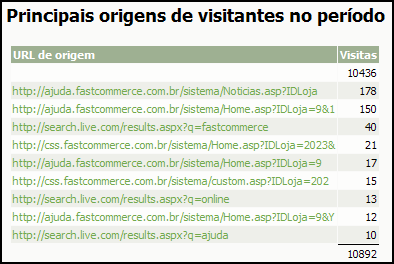 Principais origens de visitantes no período
URL de origem Visitas
10436
http://ajuda.fastcommerce.com.br/sistema/Noticias.asp?IDLoja 178
http://ajuda.fastcommerce.com.br/sistema/Home.asp?IDLoja=9&1 150
http://search.live.com/results.aspx?q=fastcommerce 40
http://css.fastcommerce.com.br/sistema/Home.asp?IDLoja=2023& 21
http://ajuda.fastcommerce.com.br/sistema/Home.asp?IDLoja=9 17
http://ajuda.fastcommerce.com.br/sistema/custom.asp?IDLoja=202 15
http://search.live.com/results.aspx?q=online 13
http://ajuda.fastcommerce.com.br/sistema/Home.asp?IDLoja=9&Y 12
http://search.live.com/results.aspx?q=ajuda 10
10892